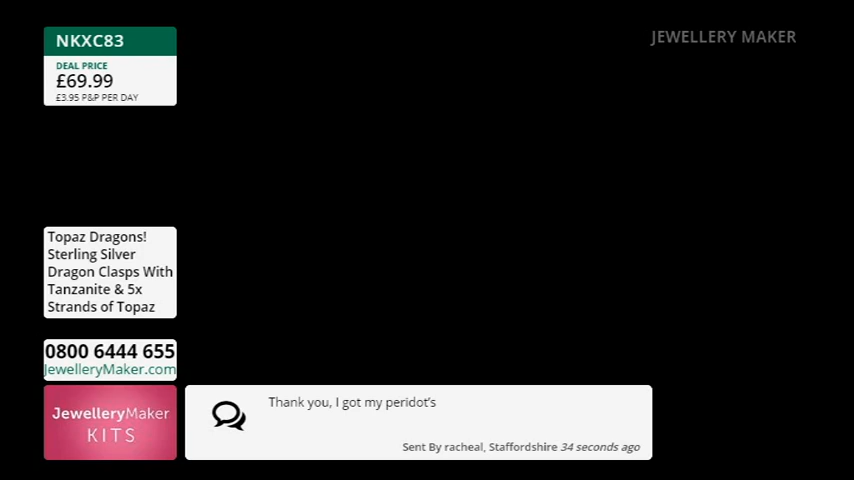 NKXC83
DEAL PRICE
£69.99
£3.95 P&P PER DAY
JEWELLERY MAKER
Topaz Dragons!
Sterling Silver
Dragon Clasps With
Tanzanite & 5x
Strands of Topaz
0800 6444 655
JewelleryMaker.com
JewelleryMaker
KITS
Thank you, I got my peridot's
Sent By racheal, Staffordshire 34 seconds ago